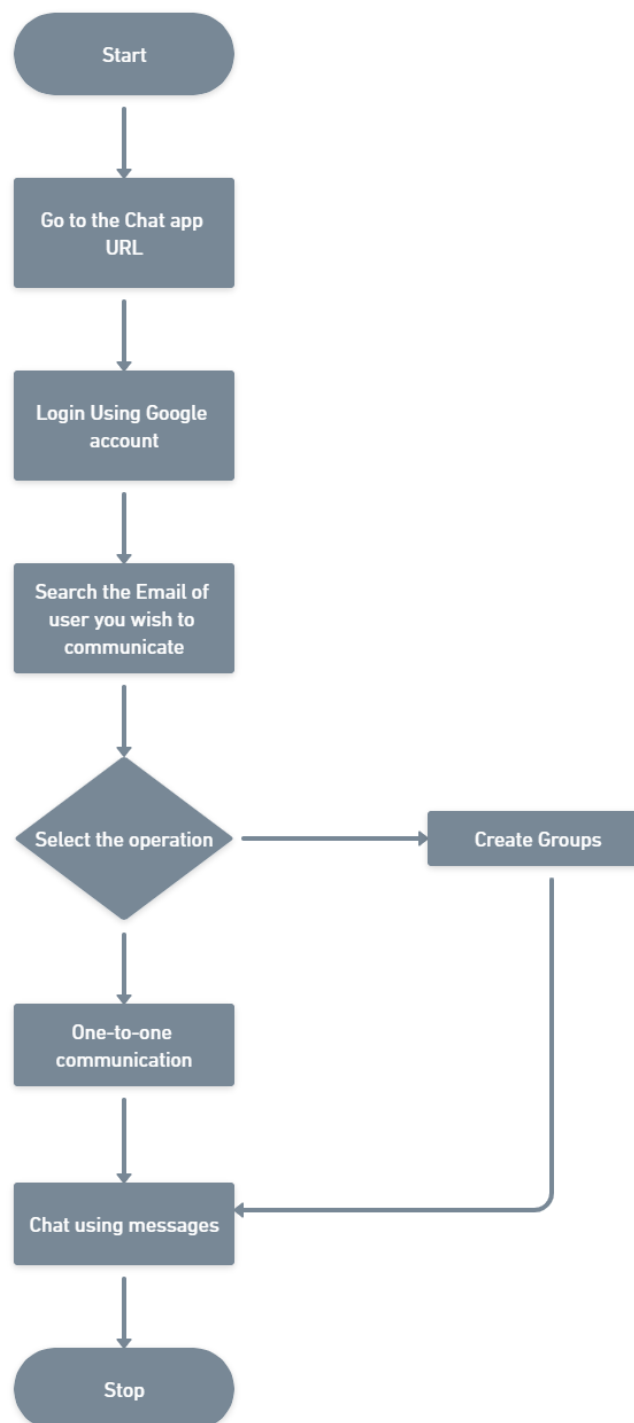 Start
Go to the Chat app
URL
Login Using Google
account
Search the Email of
user you wish to
communicate
Select the operation
Create Groups
One-to-one
communication
Chat using messages
Stop